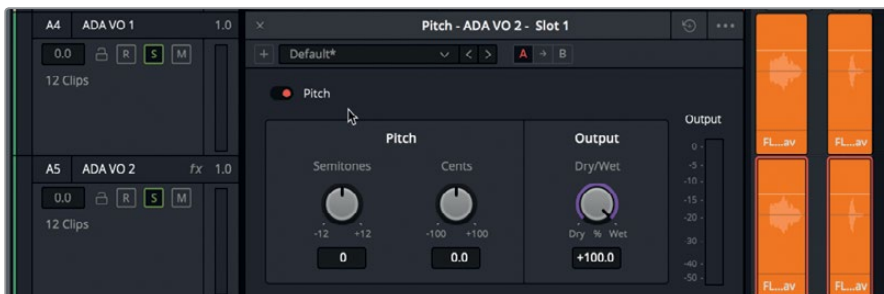 A4 ADA VO 1 1.0
0.0 R S M
12 Clips
A5 ADA VO 2 fx 1.0
0.0 R S M
12 Clips
× Pitch - ADA VO 2 - Slot 1 •••
+ Default* < > A → B
Pitch
Pitch
Semitones Cents
-12 +12 -100 +100
0 0.0
Output
Dry/Wet
Dry % Wet
+100.0
Output
0 -
-5 -
-10 -
-15 -
-20 -
30
-40 -
-50 -
FL...av FL...av
FL...av FL...av